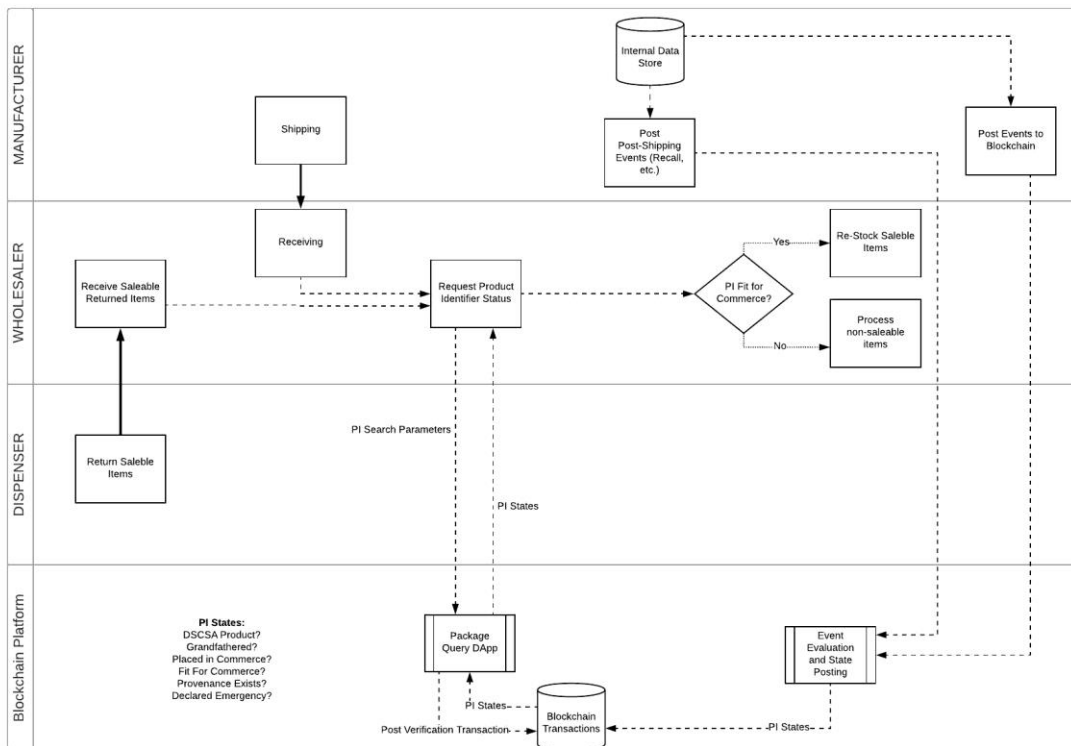 MANUFACTURER
Internal Data
Store
Shipping
Post
Post-Shipping
Events (Recall,
etc.)
Post Events to
Blockchain
WHOLESALER
Receiving
Receive Saleable
Returned Items
Request Product
Identifier Status
PI Fit for
Commerce?
Yes
No
Re-Stock Saleble
Items
Process
non-saleable
items
DISPENSER
Return Saleble
Items
PI Search Parameters
PI States
Blockchain Platform
PI States:
DSCSA Product?
Grandfathered?
Placed in Commerce?
Fit For Commerce?
Provenance Exists?
Declared Emergency?
Package
Query DApp
Event
Evaluation
and State
Posting
PI States
Post Verification Transaction
Blockchain
Transactions
PI States